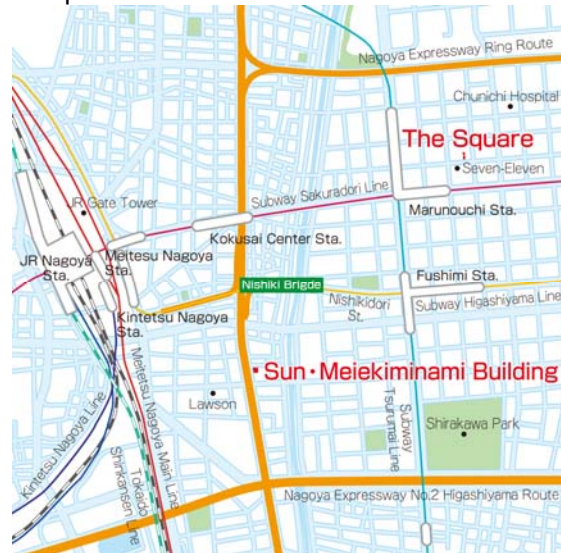 Nagoya Expressway Ring Route
Chunichi Hospital
The Square
Seven-Eleven
JR Gate Tower
Subway Sakuradori Line
Marunouchi Sta.
Kokusai Center Sta.
Meitesu Nagoya
Sta.
JR Nagoya
Sta.
Fushimi Sta.
Nishiki Brigde
Nishikidori
St.
Subway Higashiyama Line
Kintetsu Nagoya
Sta.
Sun・Meiekiminami Building
Lawson
Meitetsu Nagoya Main Line
Kintetsu Nagoya Line
Tokaido
Shinkansen Line
Subway
Tsurumai Line
Shirakawa Park
Nagoya Expressway No.2 Higashiyama Route